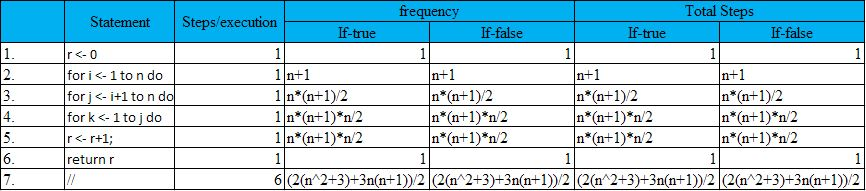 Statement Steps/execution frequency Total Steps
If-true If-false If-true If-false
1. r <- 0 1 1 1 1 1
2. for i <- 1 to n do 1 n+1 n+1 n+1 n+1
3. for j <- i+1 to n do 1 n*(n+1)/2 n*(n+1)/2 n*(n+1)/2 n*(n+1)/2
4. for k <- 1 to j do 1 n*(n+1)*n/2 n*(n+1)*n/2 n*(n+1)*n/2 n*(n+1)*n/2
5. r <- r+1; 1 n*(n+1)*n/2 n*(n+1)*n/2 n*(n+1)*n/2 n*(n+1)*n/2
6. return r 1 1 1 1 1
7. // 6 (2(n^2+3)+3n(n+1))/2 (2(n^2+3)+3n(n+1))/2 (2(n^2+3)+3n(n+1))/2 (2(n^2+3)+3n(n+1))/2